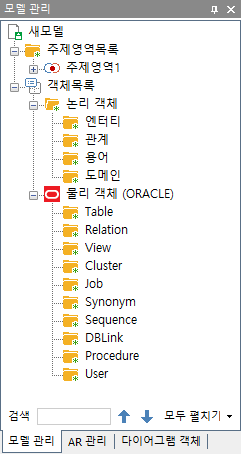 모델 관리
새모델
주제영역목록
주제영역1
객체목록
논리 객체
엔터티
관계
용어
도메인
물리 객체 (ORACLE)
Table
Relation
View
Cluster
Job
Synonym
Sequence
DBLink
Procedure
User
검색 모두 펼치기
모델 관리 AR 관리 다이어그램 객체